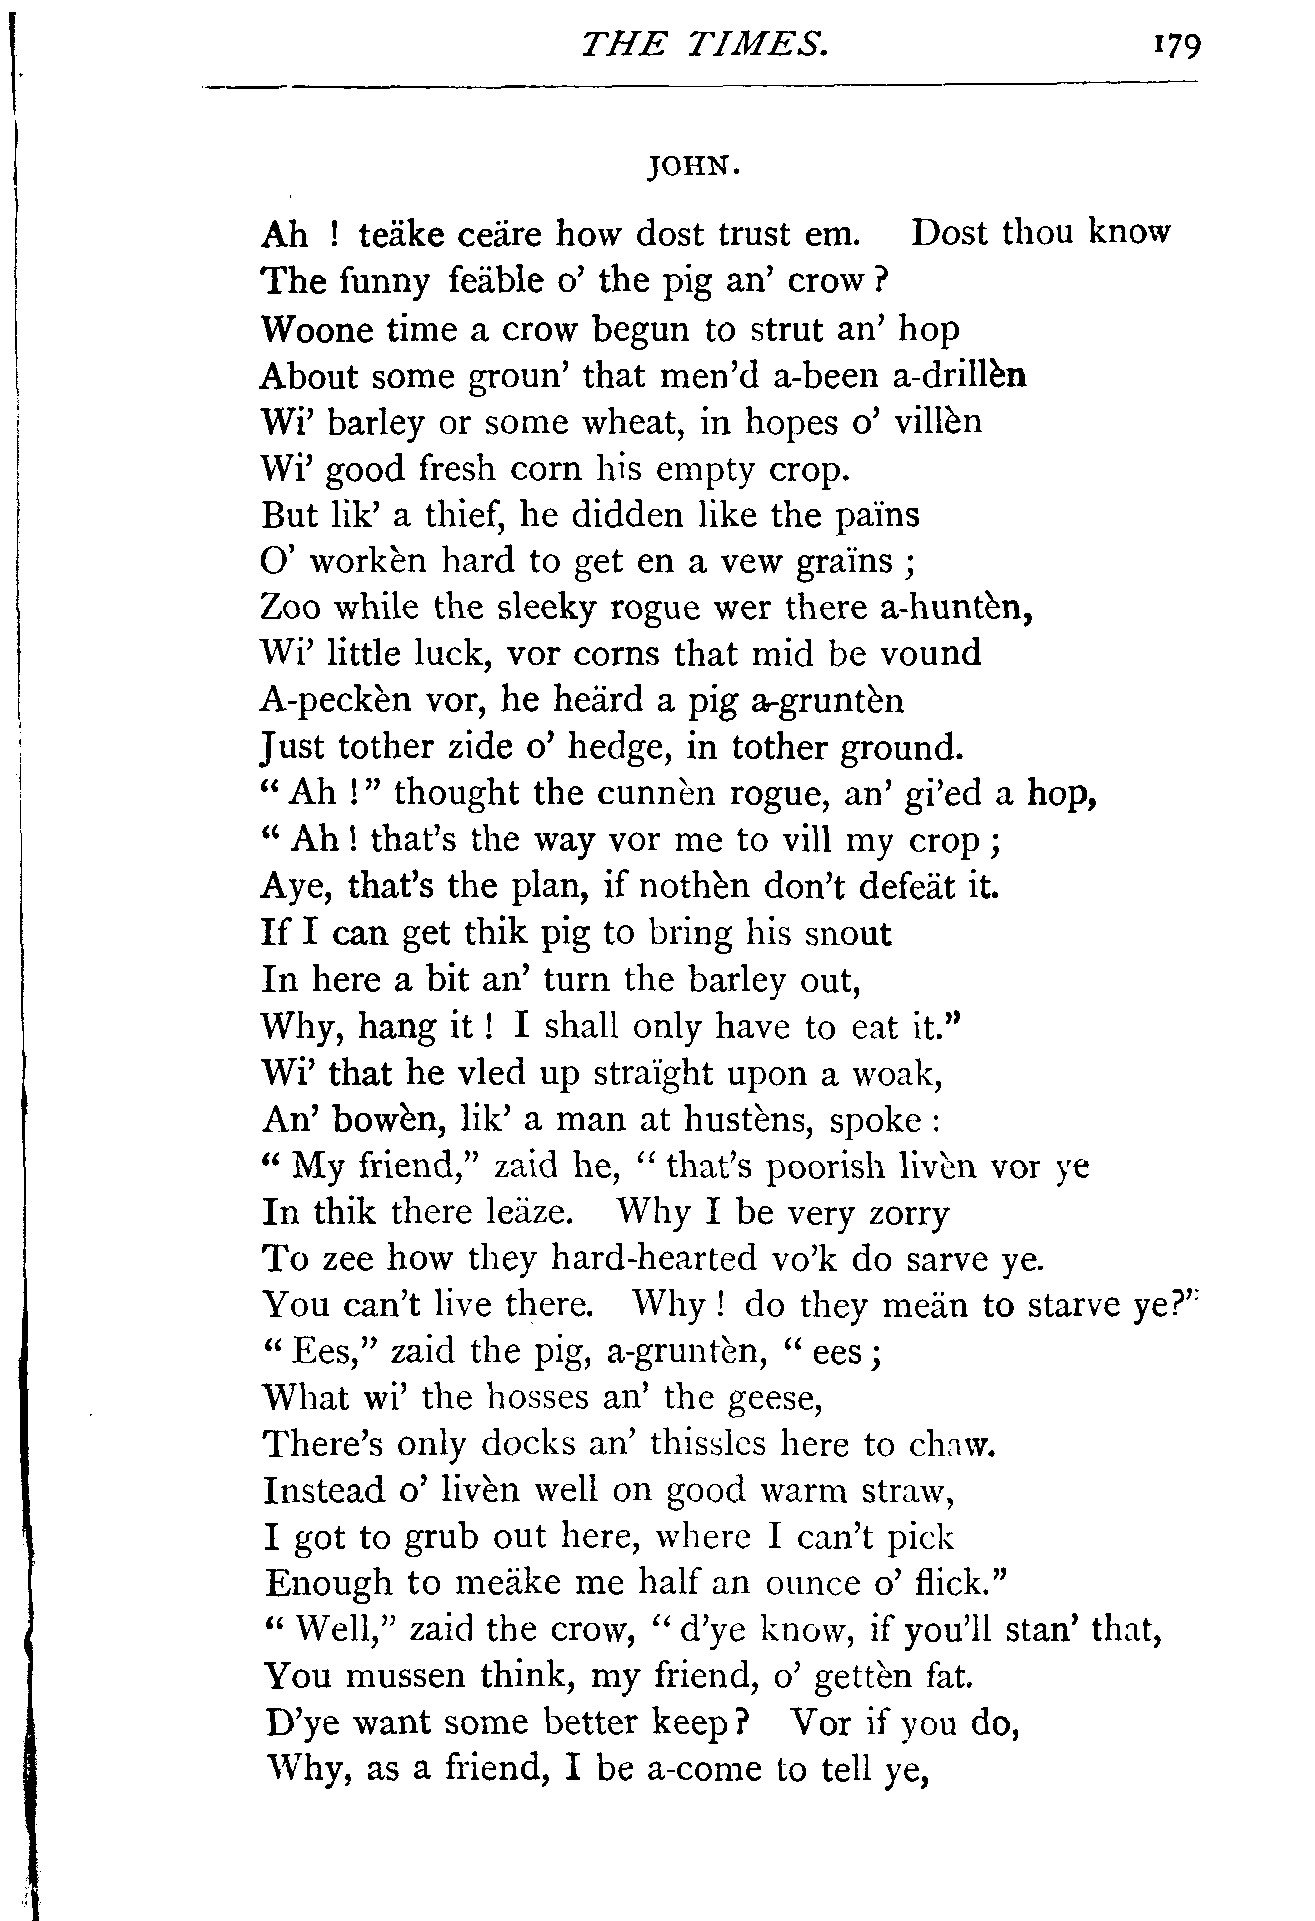 THE TIMES. 179
JOHN.
Ah ! teäke ceäre how dost trust em. Dost thou know
The funny feäble o’ the pig an’ crow ?
Woone time a crow begun to strut an’ hop
About some groun’ that men’d a-been a-drillèn
Wi’ barley or some wheat, in hopes o’ villèn
Wi’ good fresh corn his empty crop.
But lik’ a thief, he didden like the païns
O’ workèn hard to get en a vew graïns ;
Zoo while the sleeky rogue wer there a-huntèn,
Wi’ little luck, vor corns that mid be vound
A-peckèn vor, he heärd a pig a-gruntèn
Just tother zide o’ hedge, in tother ground.
“ Ah !” thought the cunnèn rogue, an’ gi’ed a hop,
“ Ah ! that’s the way vor me to vill my crop ;
Aye, that’s the plan, if nothèn don’t defeät it.
If I can get thik pig to bring his snout
In here a bit an’ turn the barley out,
Why, hang it ! I shall only have to eat it.”
Wi’ that he vled up straïght upon a woak,
An’ bowèn, lik’ a man at hustèns, spoke :
“ My friend,” zaid he, “ that’s poorish livèn vor ye
In thik there leäze. Why I be very zorry
To zee how they hard-hearted vo’k do sarve ye.
You can’t live there. Why ! do they meän to starve ye?”
“ Ees,” zaid the pig, a-gruntèn, “ ees ;
What wi’ the hosses an’ the geese,
There’s only docks an’ thissles here to chaw.
Instead o’ livèn well on good warm straw,
I got to grub out here, where I can’t pick
Enough to meäke me half an ounce o’ flick.”
“ Well,” zaid the crow, “ d’ye know, if you’ll stan’ that,
You mussen think, my friend, o’ gettèn fat.
D’ye want some better keep ? Vor if you do,
Why, as a friend, I be a-come to tell ye,